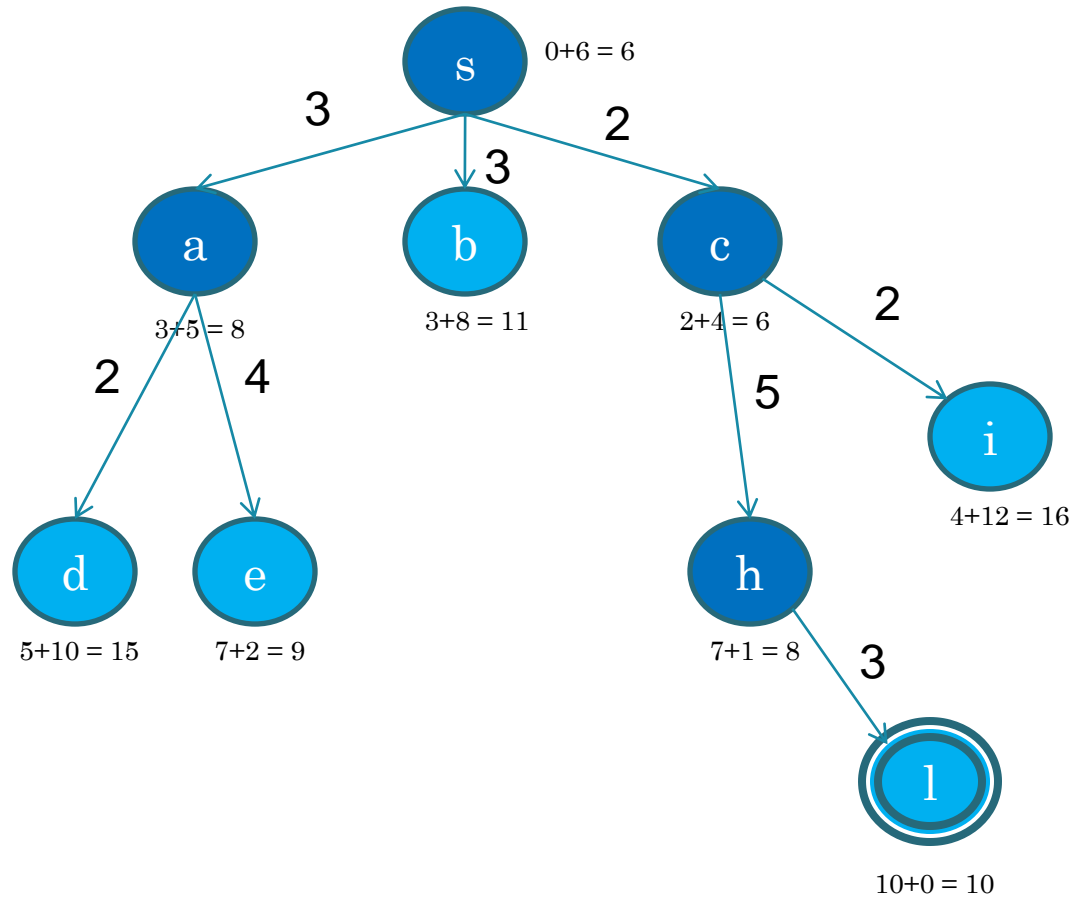 s
0+6 = 6
3
3
2
a
b
c
3+5 = 8
3+8 = 11
2+4 = 6
2
4
5
2
i
4+12 = 16
d
e
h
5+10 = 15
7+2 = 9
7+1 = 8
3
l
10+0 = 10